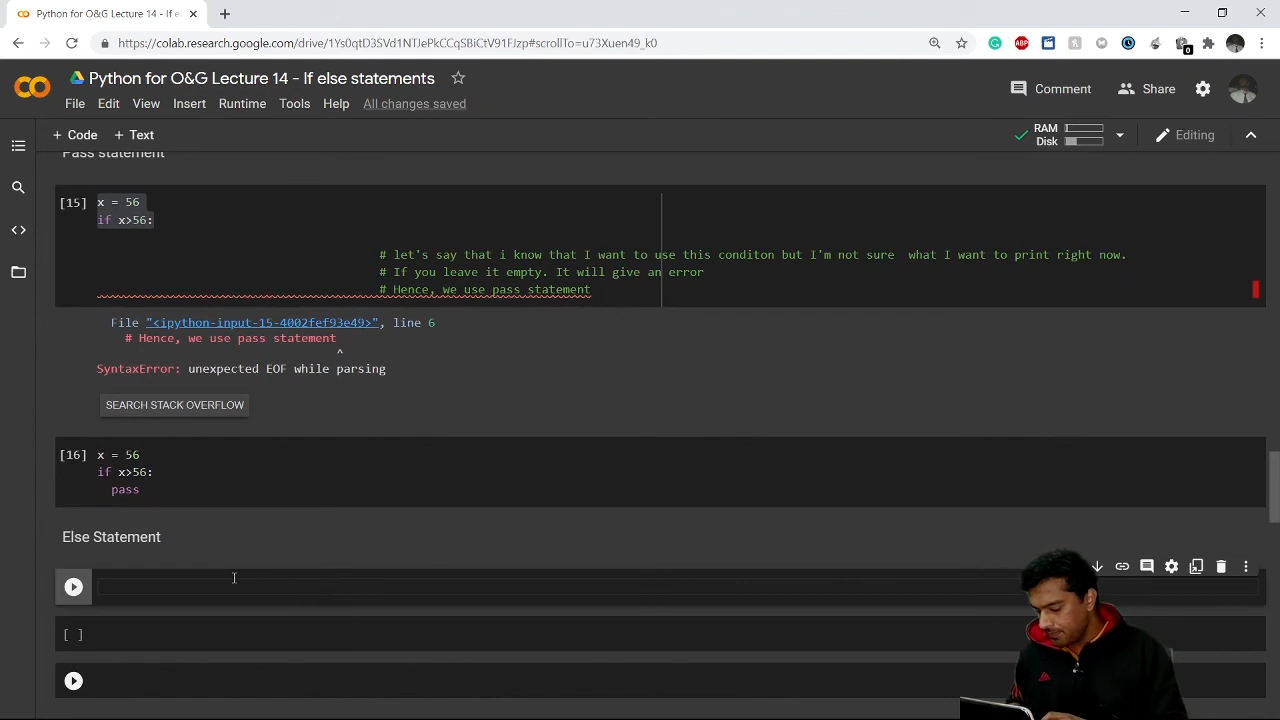 Python for O&G Lecture 14 - If e
https://colab.research.google.com/drive/1Ys0qtD3SVd1NTJePkCCqSBiCtV91FJzp#scrollTo=u73Xuen49_k0
ABP
0
Python for O&G Lecture 14 - If else statements
File Edit View Insert Runtime Tools Help All changes saved
Comment Share
+ Code + Text
RAM
Disk
Editing
Pass statement
[15] x = 56
if x>56:
# let's say that i know that I want to use this conditon but I'm not sure what I want to print right now.
# If you leave it empty. It will give an error
# Hence, we use pass statement
File "<ipython-input-15-4002fef93e49>", line 6
# Hence, we use pass statement
^
SyntaxError: unexpected EOF while parsing
SEARCH STACK OVERFLOW
[16] x = 56
if x>56:
pass
Else Statement
[ ]